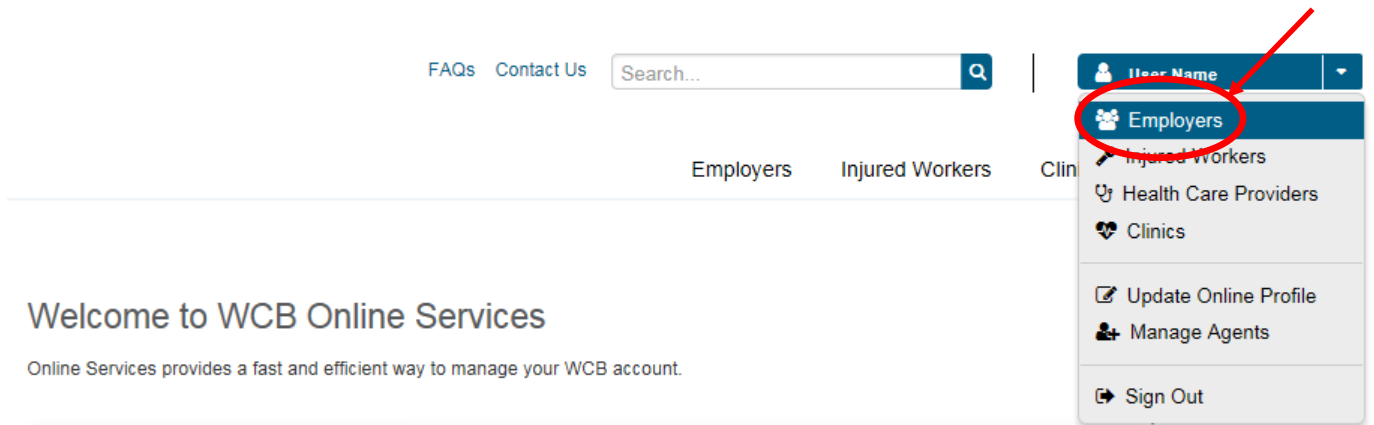 FAQs Contact Us Search... User Name
Employers
Employers Injured Workers Clini
Injured Workers
Health Care Providers
Clinics
Update Online Profile
Welcome to WCB Online Services
Manage Agents
Online Services provides a fast and efficient way to manage your WCB account.
Sign Out